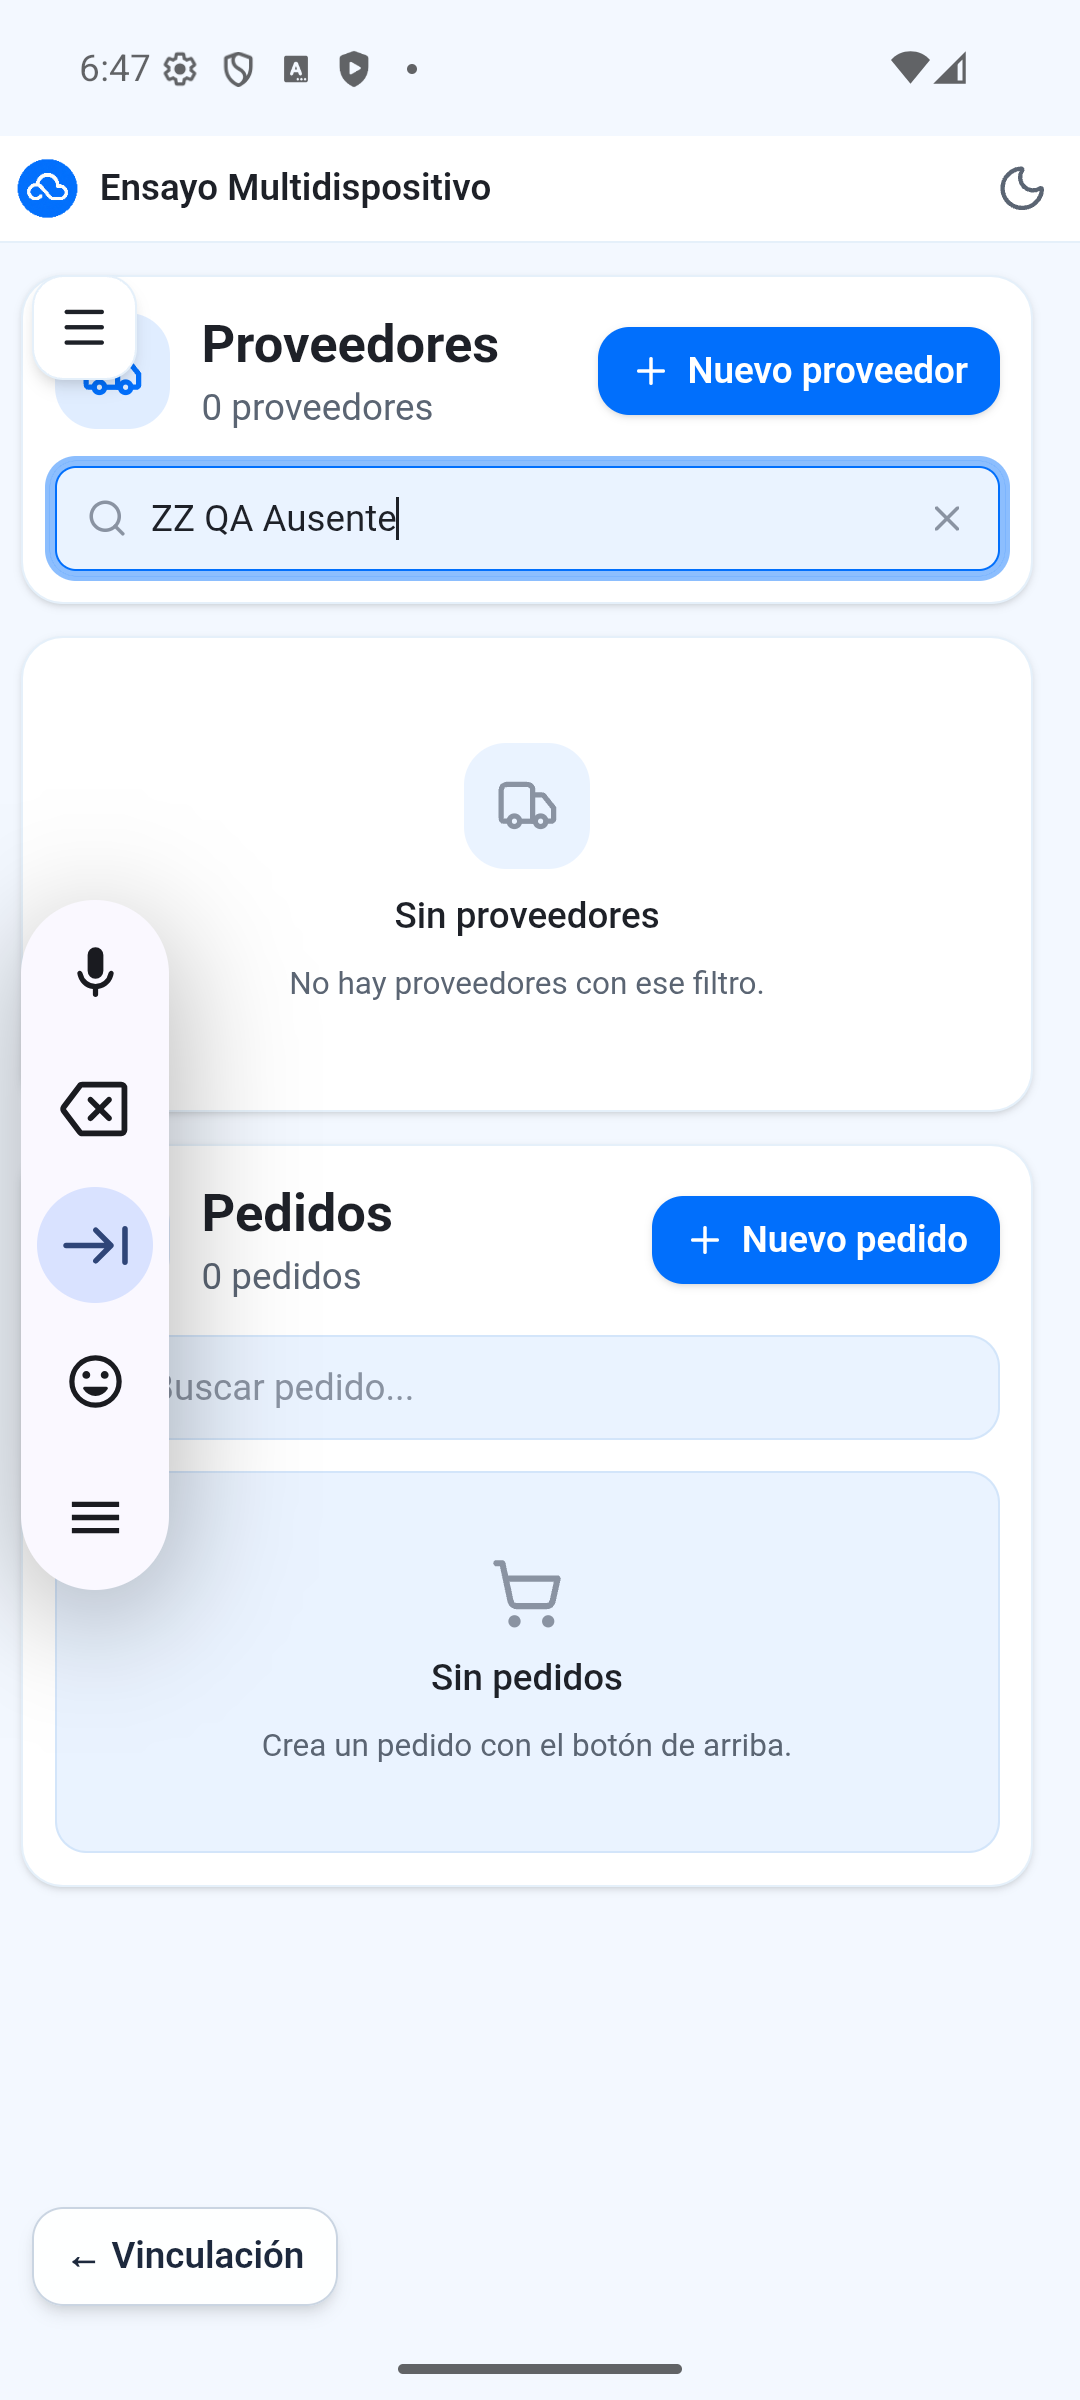 6:47
Ensayo Multidispositivo
Proveedores
0 proveedores
+ Nuevo proveedor
ZZ QA Ausente
Sin proveedores
No hay proveedores con ese filtro.
Pedidos
0 pedidos
+ Nuevo pedido
Buscar pedido...
Sin pedidos
Crea un pedido con el botón de arriba.
← Vinculación